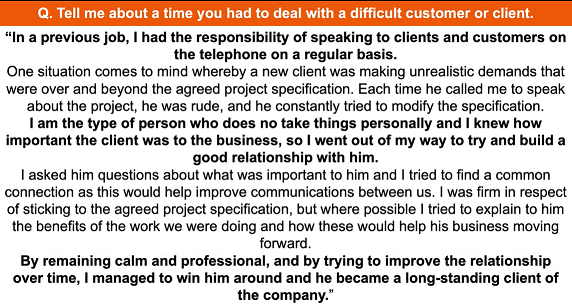 Q. Tell me about a time you had to deal with a difficult customer or client.
“In a previous job, I had the responsibility of speaking to clients and customers on
the telephone on a regular basis.
One situation comes to mind whereby a new client was making unrealistic demands that
were over and beyond the agreed project specification. Each time he called me to speak
about the project, he was rude, and he constantly tried to modify the specification.
I am the type of person who does no take things personally and I knew how
important the client was to the business, so I went out of my way to try and build a
good relationship with him.
I asked him questions about what was important to him and I tried to find a common
connection as this would help improve communications between us. I was firm in respect
of sticking to the agreed project specification, but where possible I tried to explain to him
the benefits of the work we were doing and how these would help his business moving
forward.
By remaining calm and professional, and by trying to improve the relationship
over time, I managed to win him around and he became a long-standing client of
the company.”